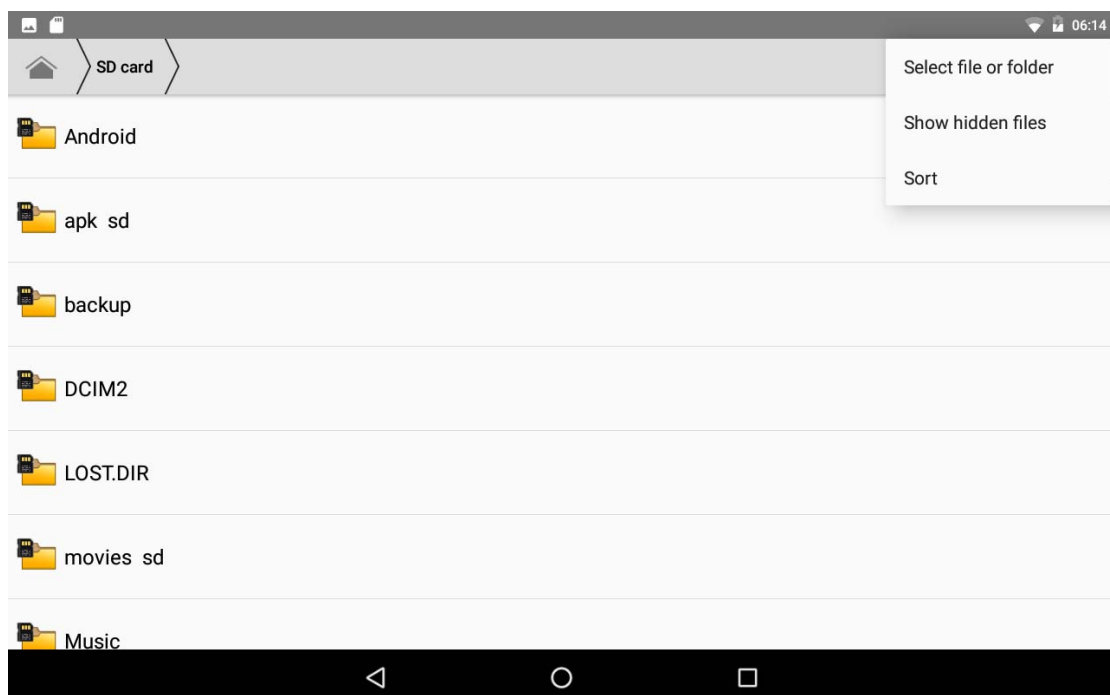 06:14
SD card
Select file or folder
Show hidden files
Sort
Android
apk sd
backup
DCIM2
LOST.DIR
movies sd
Music